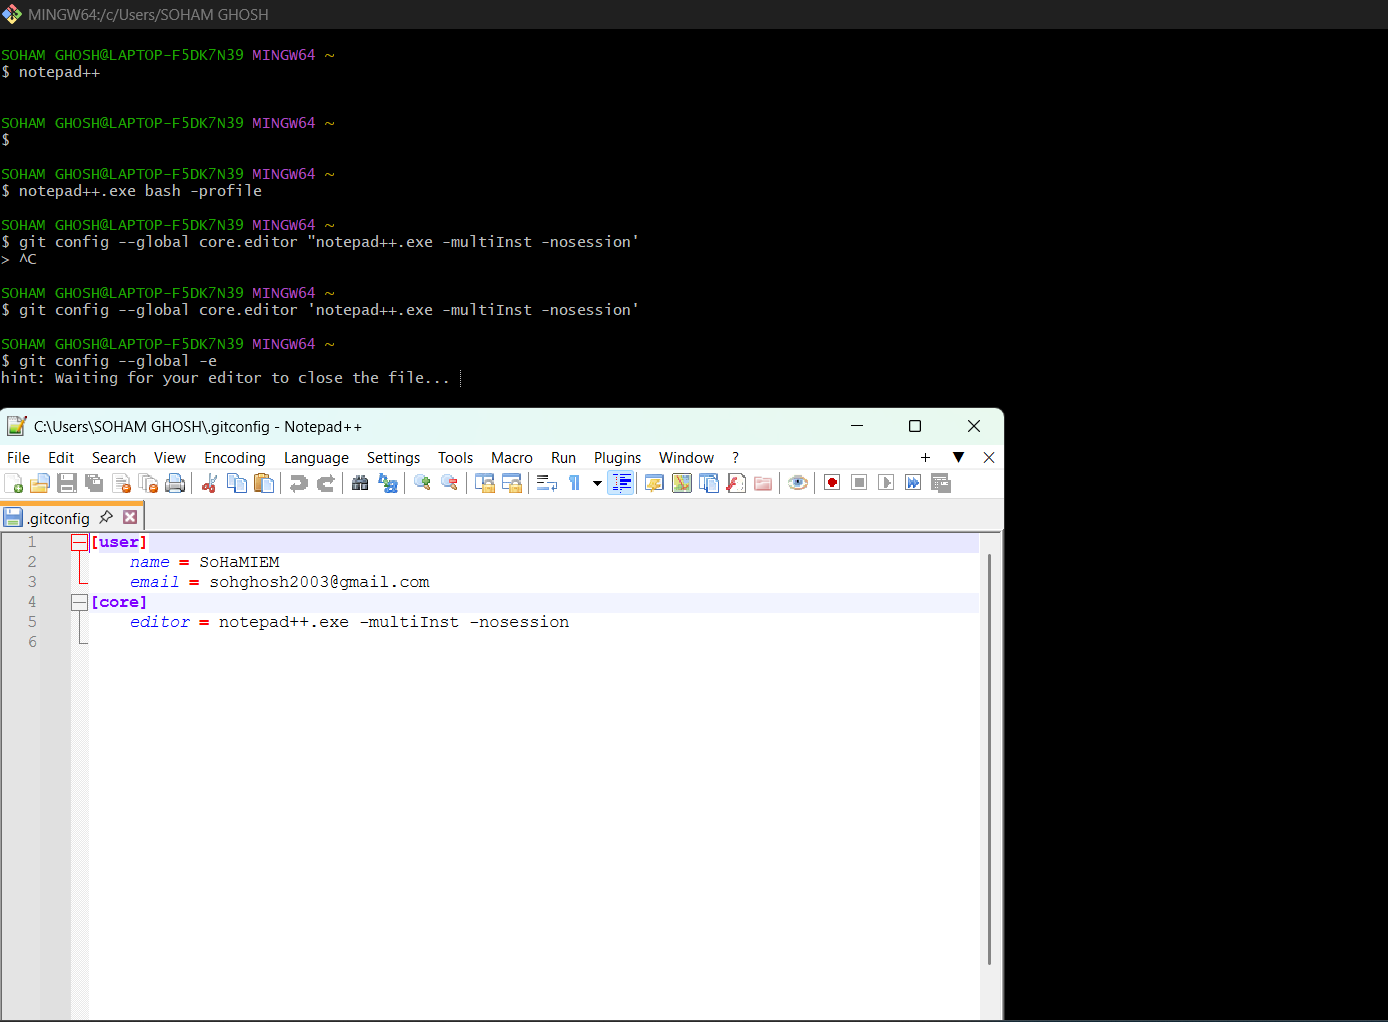 MINGW64:/c/Users/SOHAM GHOSH
SOHAM GHOSH@LAPTOP-F5DK7N39 MINGW64 ~
$ notepad++
SOHAM GHOSH@LAPTOP-F5DK7N39 MINGW64 ~
$
SOHAM GHOSH@LAPTOP-F5DK7N39 MINGW64 ~
$ notepad++.exe bash -profile
SOHAM GHOSH@LAPTOP-F5DK7N39 MINGW64 ~
$ git config --global core.editor "notepad++.exe -multiInst -nosession'
> ^C
SOHAM GHOSH@LAPTOP-F5DK7N39 MINGW64 ~
$ git config --global core.editor 'notepad++.exe -multiInst -nosession'
SOHAM GHOSH@LAPTOP-F5DK7N39 MINGW64 ~
$ git config --global -e
hint: Waiting for your editor to close the file...
C:\Users\SOHAM GHOSH\.gitconfig - Notepad++
File Edit Search View Encoding Language Settings Tools Macro Run Plugins Window ?
.gitconfig
1 [user]
2 name = SoHaMIEM
3 email = sohghosh2003@gmail.com
4 [core]
5 editor = notepad++.exe -multiInst -nosession
6